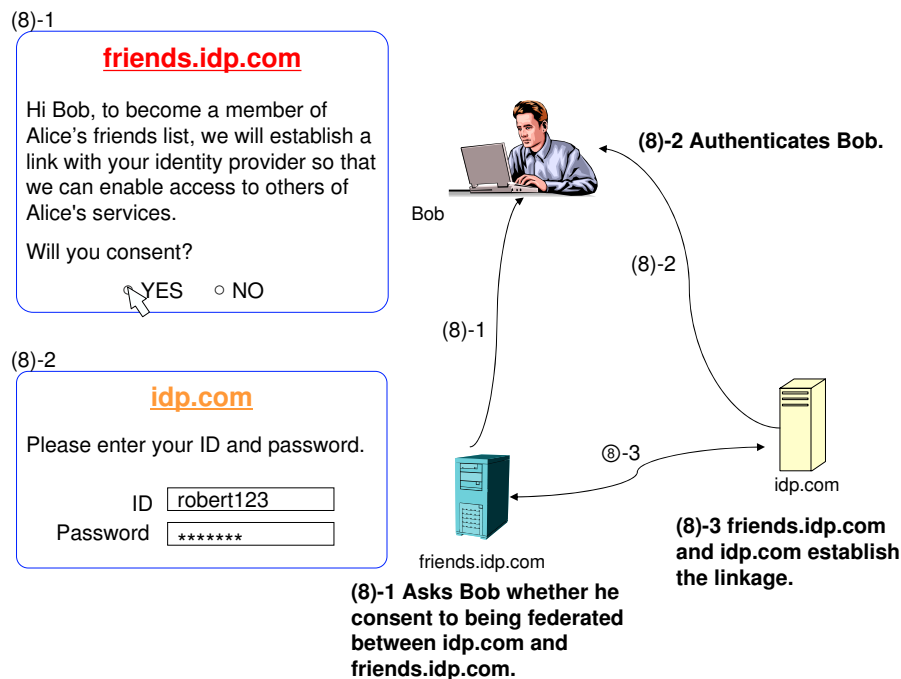 (8)-1
friends.idp.com
Hi Bob, to become a member of
Alice's friends list, we will establish a
link with your identity provider so that
we can enable access to others of
Alice's services.
Will you consent?
YES
NO
(8)-2
idp.com
Please enter your ID and password.
ID robert123
Password *******
Bob
(8)-2 Authenticates Bob.
(8)-2
(8)-1
⑧-3
idp.com
friends.idp.com
(8)-3 friends.idp.com
and idp.com establish
the linkage.
(8)-1 Asks Bob whether he
consent to being federated
between idp.com and
friends.idp.com.